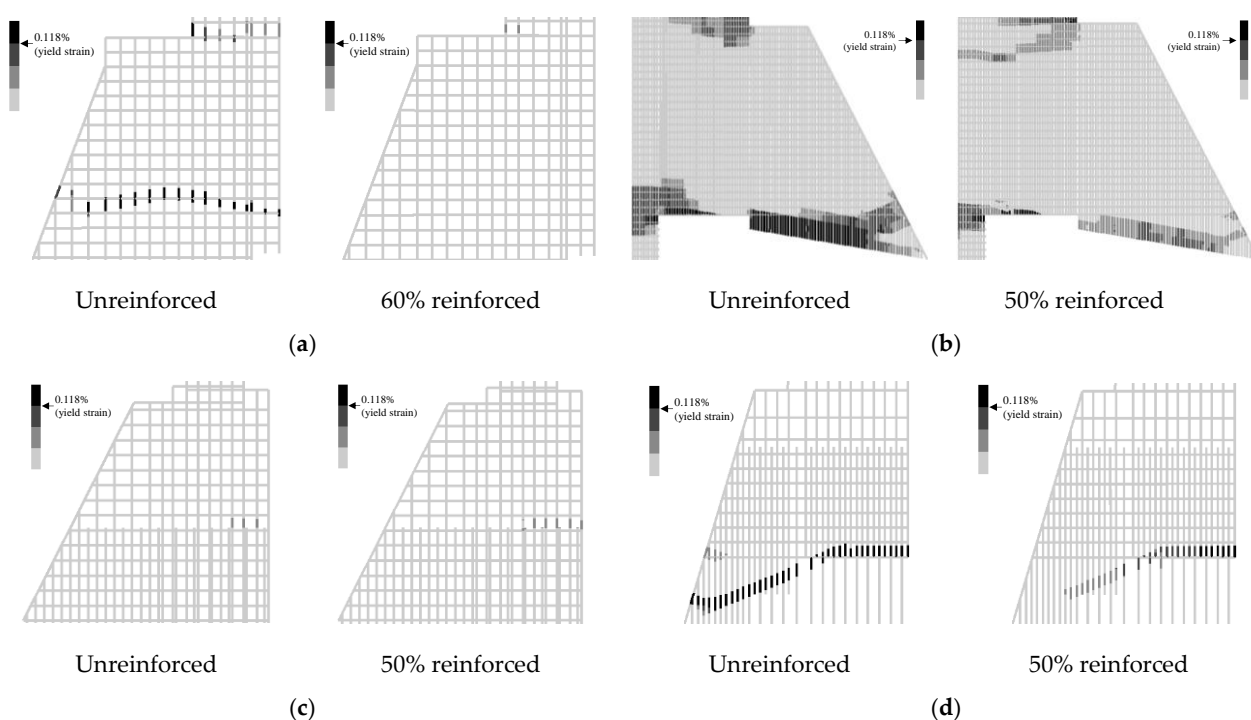 0.118%
(yield strain)
0.118%
(yield strain)
0.118%
(yield strain)
0.118%
(yield strain)
Unreinforced
60% reinforced
Unreinforced
50% reinforced
(a)
(b)
0.118%
(yield strain)
0.118%
(yield strain)
0.118%
(yield strain)
0.118%
(yield strain)
Unreinforced
50% reinforced
Unreinforced
50% reinforced
(c)
(d)